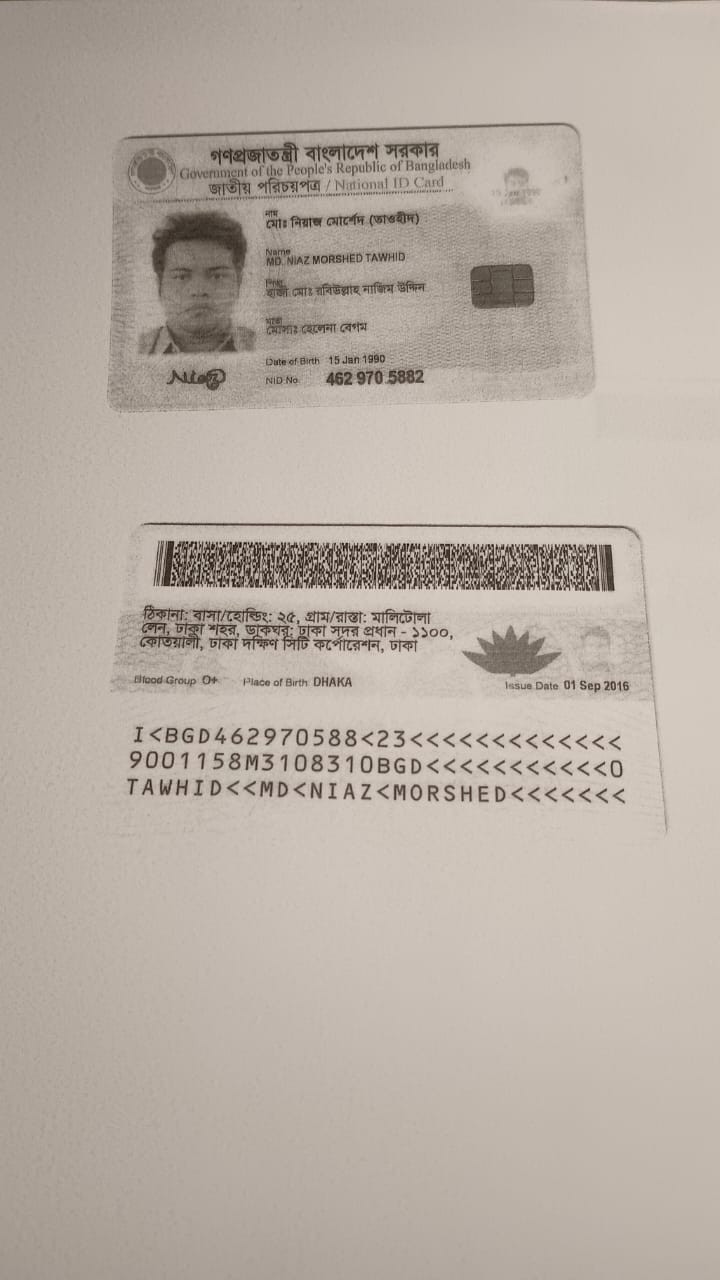 গণপ্রজাতন্ত্রী বাংলাদেশ সরকার
Government of the People's Republic of Bangladesh
জাতীয় পরিচয়পত্র / National ID Card
নাম
মোঃ নিয়াজ মোর্শেদ (তাওহীদ)
Name
MD. NIAZ MORSHED TAWHID
পিতা
হাজী মোঃ রবিউল্লাহ নাজিম উদ্দিন
মাতা
মোসাঃ হেলেনা বেগম
Date of Birth 15 Jan 1990
NID No. 462 970 5882
ঠিকানা: বাসা/হোল্ডিং: ২৫, গ্রাম/রাস্তা: মালিটোলা
লেন, ঢাকা শহর, ডাকঘর: ঢাকা সদর প্রধান - ১১০০,
কোতয়ালী, ঢাকা দক্ষিণ সিটি কর্পোরেশন, ঢাকা
Blood Group O+ Place of Birth DHAKA Issue Date 01 Sep 2016
I<BGD462970588<23<<<<<<<<<<<<<
9001158M3108310BGD<<<<<<<<<<<0
TAWHID<<MD<NIAZ<MORSHED<<<<<<<